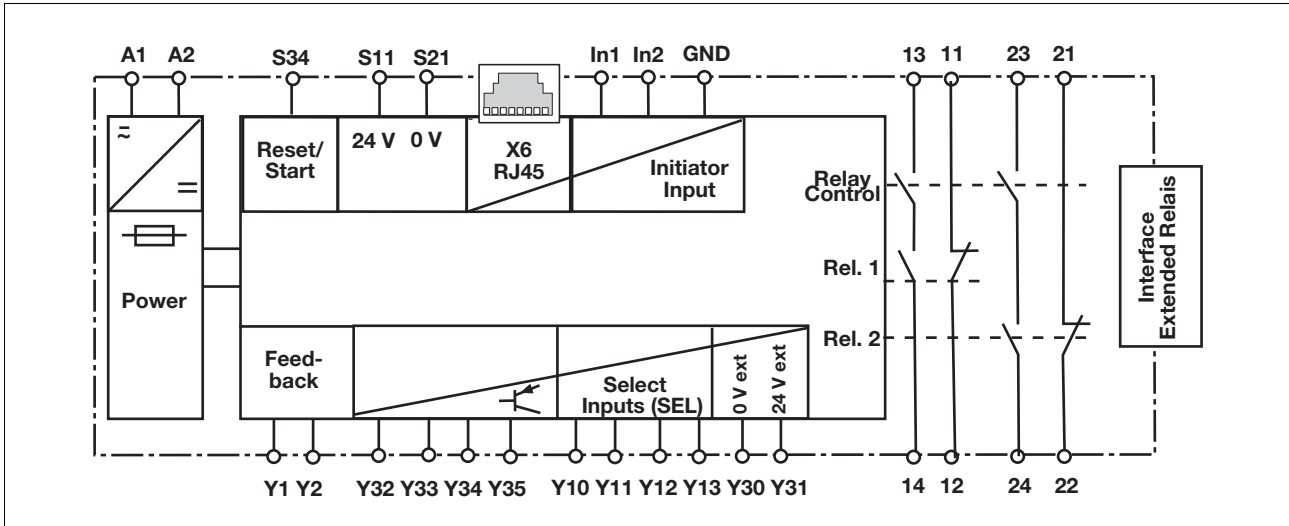 A1 A2 S34 S11 S21 In1 In2 GND 13 11 23 21
Reset/
Start
24 V 0 V
X6
RJ45
Initiator
Input
Relay
Control
Rel. 1
Rel. 2
Power
Feed-
back
Select
Inputs (SEL)
0 V ext
24 V ext
Interface
Extended Relais
Y1 Y2 Y32 Y33 Y34 Y35 Y10 Y11 Y12 Y13 Y30 Y31 14 12 24 22